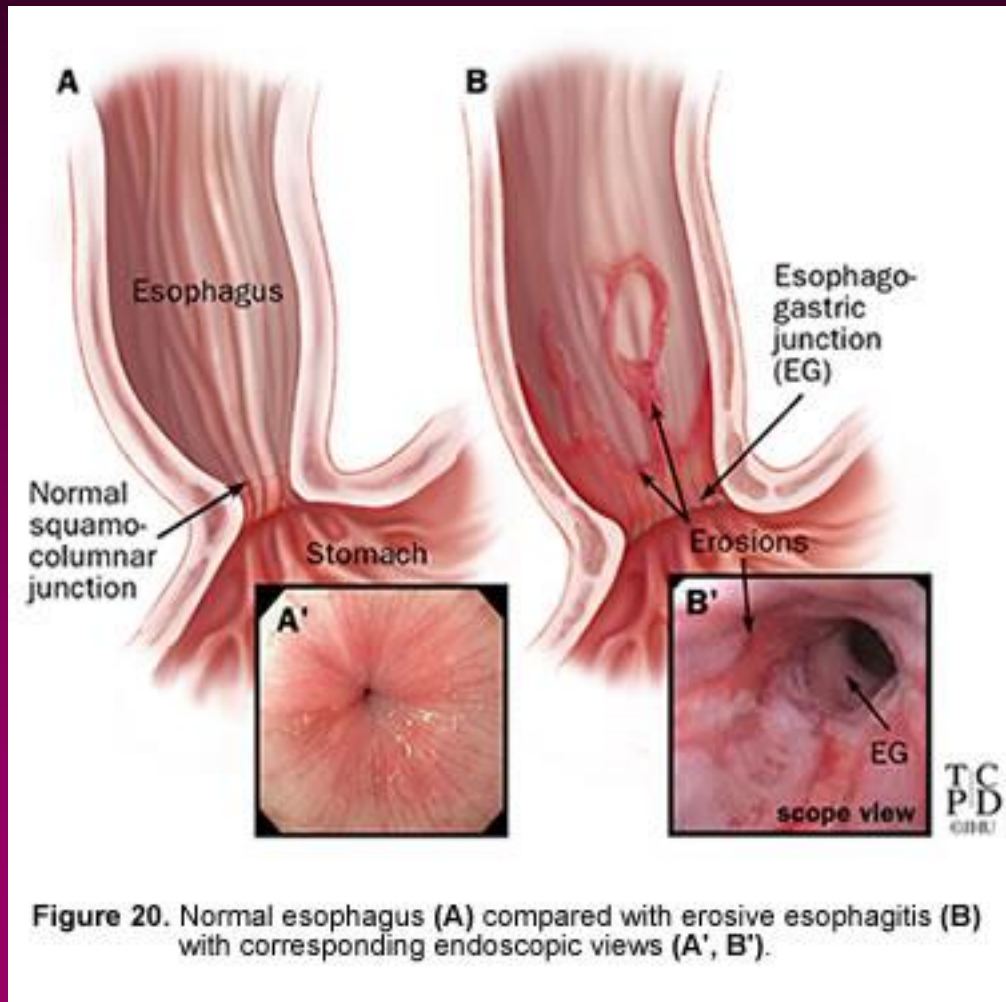 A
Esophagus
Normal
squamo-
columnar
junction
Stomach
A'
B
Esophago-
gastric
junction
(EG)
Erosions
B'
EG
scope view
T C
P D
©JHU
Figure 20. Normal esophagus (A) compared with erosive esophagitis (B)
with corresponding endoscopic views (A', B').